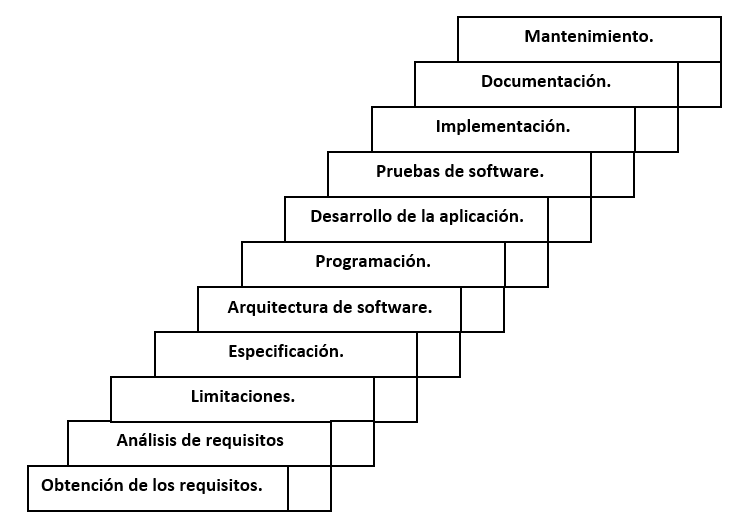 Mantenimiento.
Documentación.
Implementación.
Pruebas de software.
Desarrollo de la aplicación.
Programación.
Arquitectura de software.
Especificación.
Limitaciones.
Análisis de requisitos
Obtención de los requisitos.